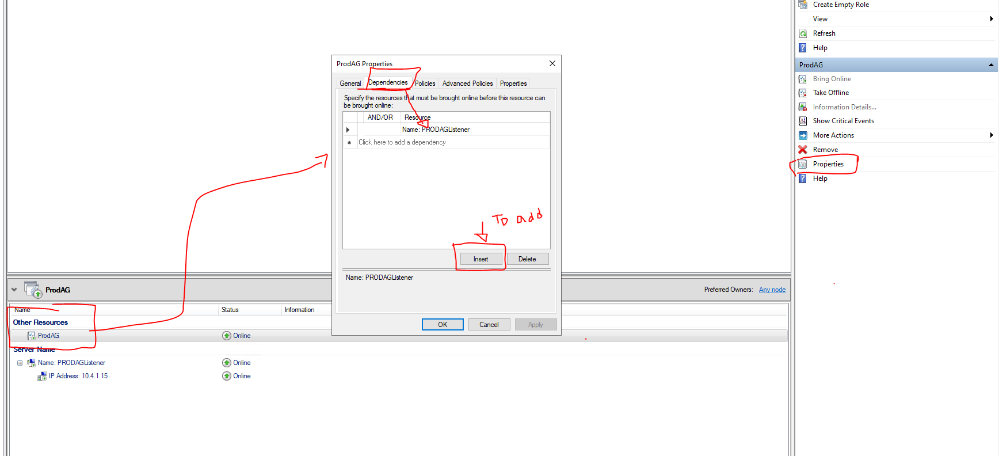 Create Empty Role
View
Refresh
Help
ProdAG
Bring Online
Take Offline
Information Details...
Show Critical Events
More Actions
Remove
Properties
Help
ProdAG Properties
General Dependencies Policies Advanced Policies Properties
Specify the resources that must be brought online before this resource can
be brought online:
AND/OR Resource
Name: PRODAGListener
Click here to add a dependency
To add
Insert Delete
Name: PRODAGListener
OK Cancel Apply
ProdAG Preferred Owners: Any node
Name Status Information
Other Resources
ProdAG Online
Server Name
Name: PRODAGListener Online
IP Address: 10.4.1.15 Online